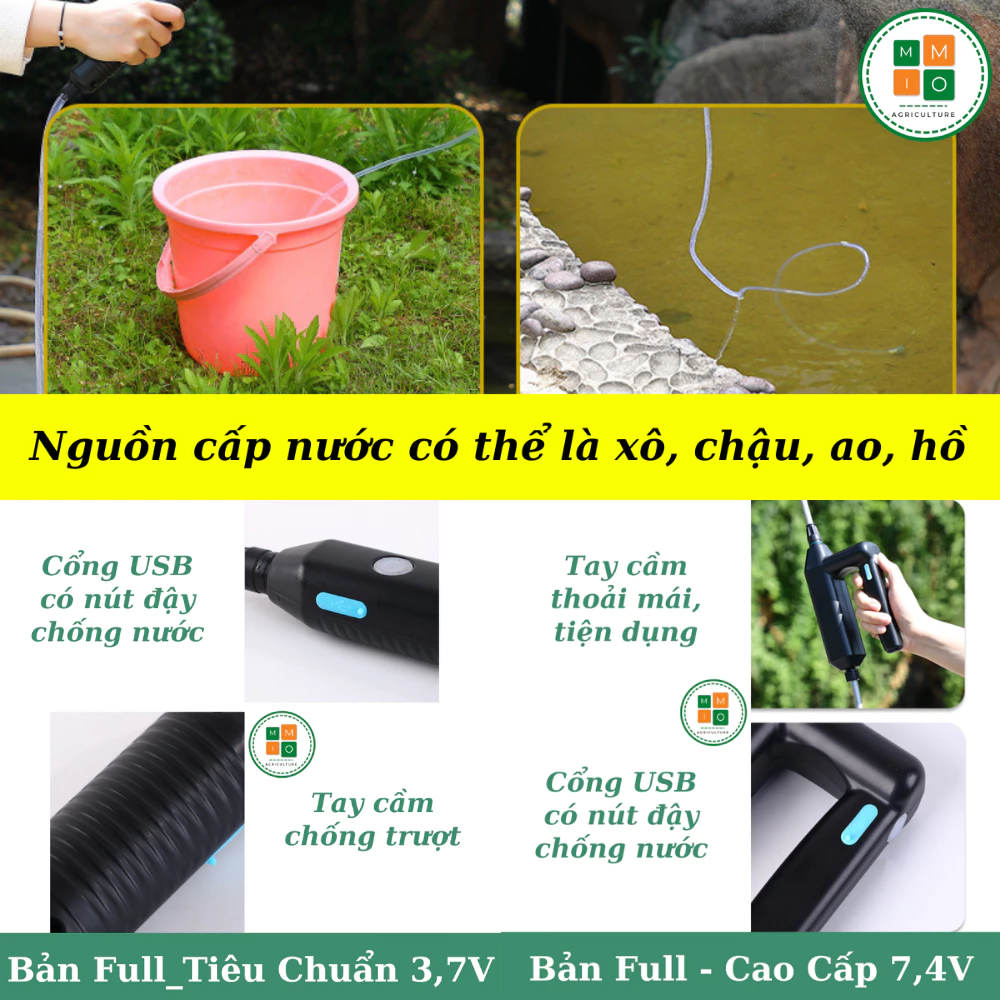 M M
I O
AGRICULTURE
Nguồn cấp nước có thể là xô, chậu, ao, hồ
Cổng USB
có nút đậy
chống nước
Tay cầm
thoải mái,
tiện dụng
M M
I O
AGRICULTURE
Tay cầm
chống trượt
M M
I O
AGRICULTURE
Cổng USB
có nút đậy
chống nước
Bản Full_Tiêu Chuẩn 3,7V
Bản Full - Cao Cấp 7,4V